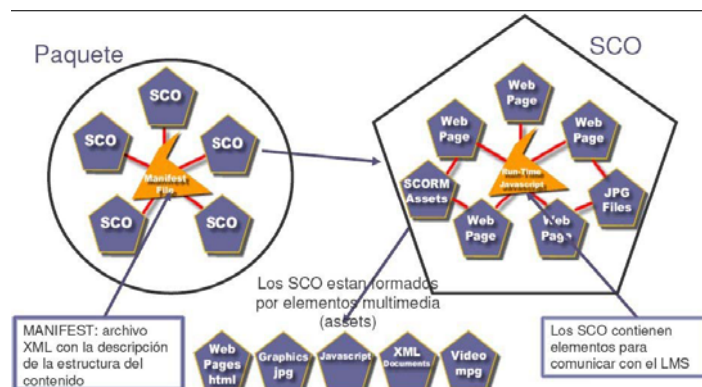 Paquete
SCO
SCO
SCO
SCO
SCO
Manifest
File
SCO
Web
Page
Web
Page
Web
Page
SCORM
Assets
Run-Time
Javascript
JPG
Files
Web
Page
Web
Page
Los SCO estan formados
por elementos multimedia
(assets)
MANIFEST: archivo
XML con la descripción
de la estructura del
contenido
Web
Pages
html
Graphics
jpg
Javascript
XML
Documents
Video
mpg
Los SCO contienen
elementos para
comunicar con el LMS